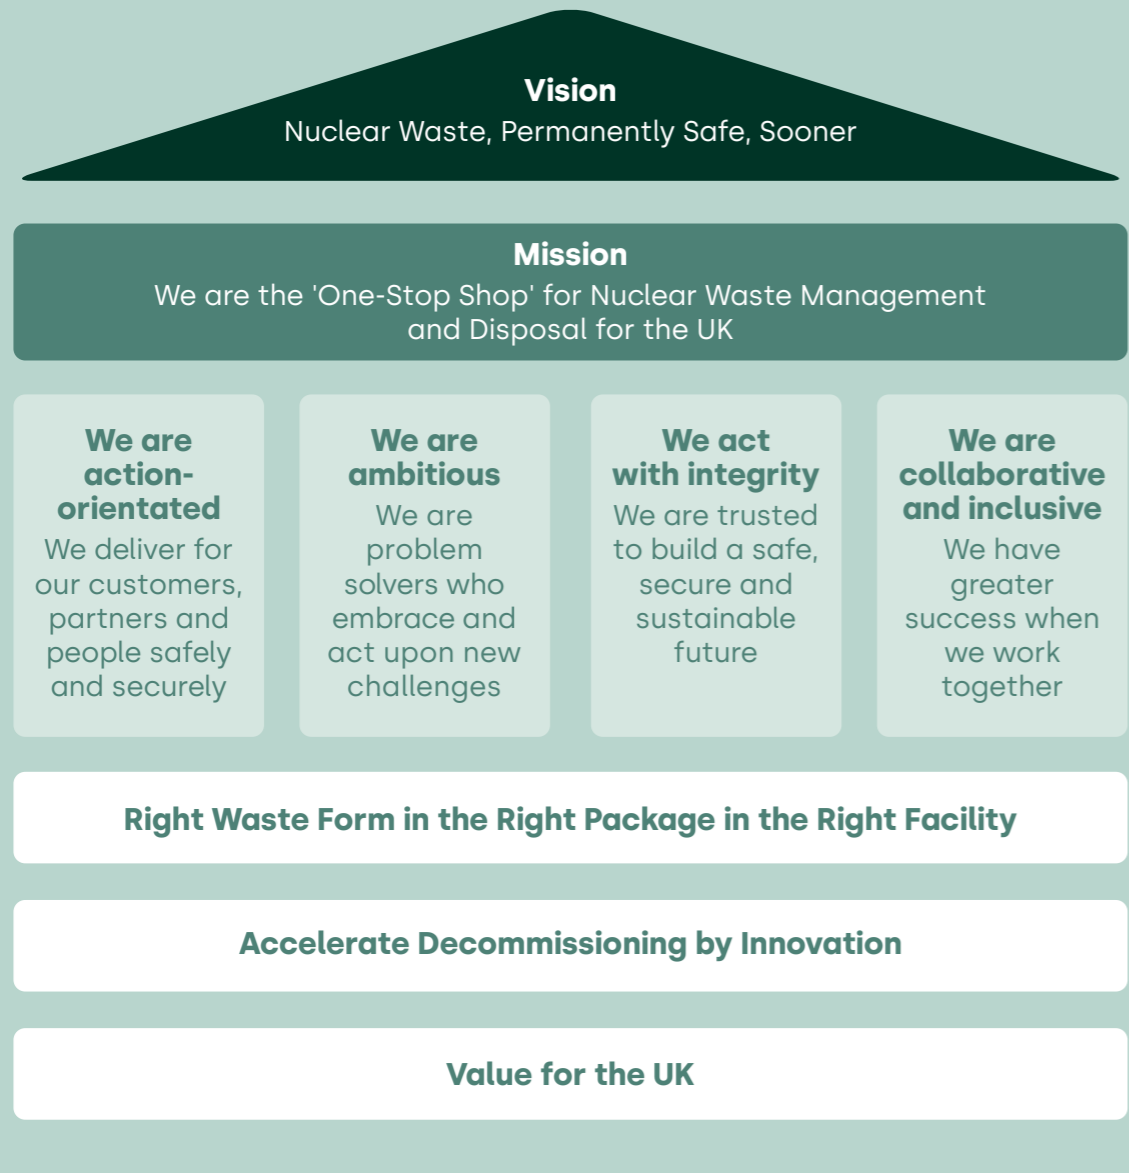 Vision
Nuclear Waste, Permanently Safe, Sooner
Mission
We are the 'One-Stop Shop' for Nuclear Waste Management
and Disposal for the UK
We are
action-
orientated
We deliver for
our customers,
partners and
people safely
and securely
We are
ambitious
We are
problem
solvers who
embrace and
act upon new
challenges
We act
with integrity
We are trusted
to build a safe,
secure and
sustainable
future
We are
collaborative
and inclusive
We have
greater
success when
we work
together
Right Waste Form in the Right Package in the Right Facility
Accelerate Decommissioning by Innovation
Value for the UK